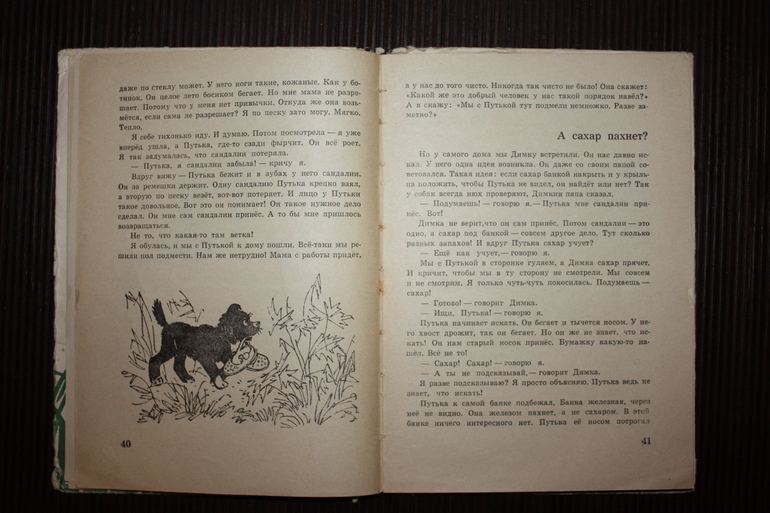 даже по стеклу может. У него ноги такие, кожаные. Как у бо-
тинок. Он целое лето босиком бегает. Но мне мама не разре-
шает. Потому что у меня нет привычки. Откуда же она возь-
мётся, если сама не разрешает? Я по песку зато могу. Мягко.
Тепло.
Я себе тихонько иду. И думаю. Потом посмотрела — я уже
вперёд ушла, а Путька, где-то сзади фырчит. Он всё роет.
Я так задумалась, что сандалии потеряла.
— Путька, я сандалии забыла! — кричу я.
Вдруг вижу — Путька бежит и в зубах у него сандалии.
Он за ремешки держит. Одну сандалию Путька крепко взял,
а вторую по песку везёт, вот-вот потеряет. И лицо у Путьки
такое довольное. Вот это он понимает! Он такое нужное дело
сделал. Он мне сам сандалии принёс. А то бы мне пришлось
возвращаться.
Не то, что какая-то там ветка!
Я обулась, и мы с Путькой к дому пошли. Всё-таки мы ре-
шили пол подмести. Нам же нетрудно! Мама с работы придёт,
40
а у нас до того чисто. Никогда так чисто не было! Она скажет:
«Какой же это добрый человек у нас такой порядок навёл?»
А я скажу: «Мы с Путькой тут подмели немножко. Разве за-
метно?»
А сахар пахнет?
Но у самого дома мы Димку встретили. Он нас давно ис-
кал. У него одна идея возникла. Он даже со своим папой со-
ветовался. Такая идея: если сахар банкой накрыть и у крыль-
ца положить, чтобы Путька не видел, он найдёт или нет? Так
у собак всегда нюх проверяют, Димкин папа сказал.
— Подумаешь! — говорю я. — Путька мне сандалии при-
нёс. Вот!
Димка не верит,что он сам принёс. Потом сандалии — это
одно, а сахар под банкой — совсем другое дело. Тут сколько
разных запахов! И вдруг Путька сахар учует?
— Ещё как учует,— говорю я.
Мы с Путькой в сторонке гуляем, а Димка сахар прячет.
И кричит, чтобы мы в ту сторону не смотрели. Мы совсем
и не смотрим. Я только чуть-чуть покосилась. Подумаешь —
сахар!
— Готово! — говорит Димка.
— Ищи, Путька! — говорю я.
Путька начинает искать. Он бегает и тычется носом. У не-
го хвост дрожит, так он бегает. Но он же не знает, что ис-
кать! Он нам старый носок принёс. Бумажку какую-то на-
шёл. Всё не то!
— Сахар! Сахар! — говорю я.
— А ты не подсказывай,— говорит Димка.
Я разве подсказываю? Я просто объясняю. Путька ведь не
знает, что искать!
Путька к самой банке подбежал. Банка железная, через
неё не видно. Она железом пахнет, а не сахаром. В этой
банке ничего интересного нет. Путька её носом потрогал
41